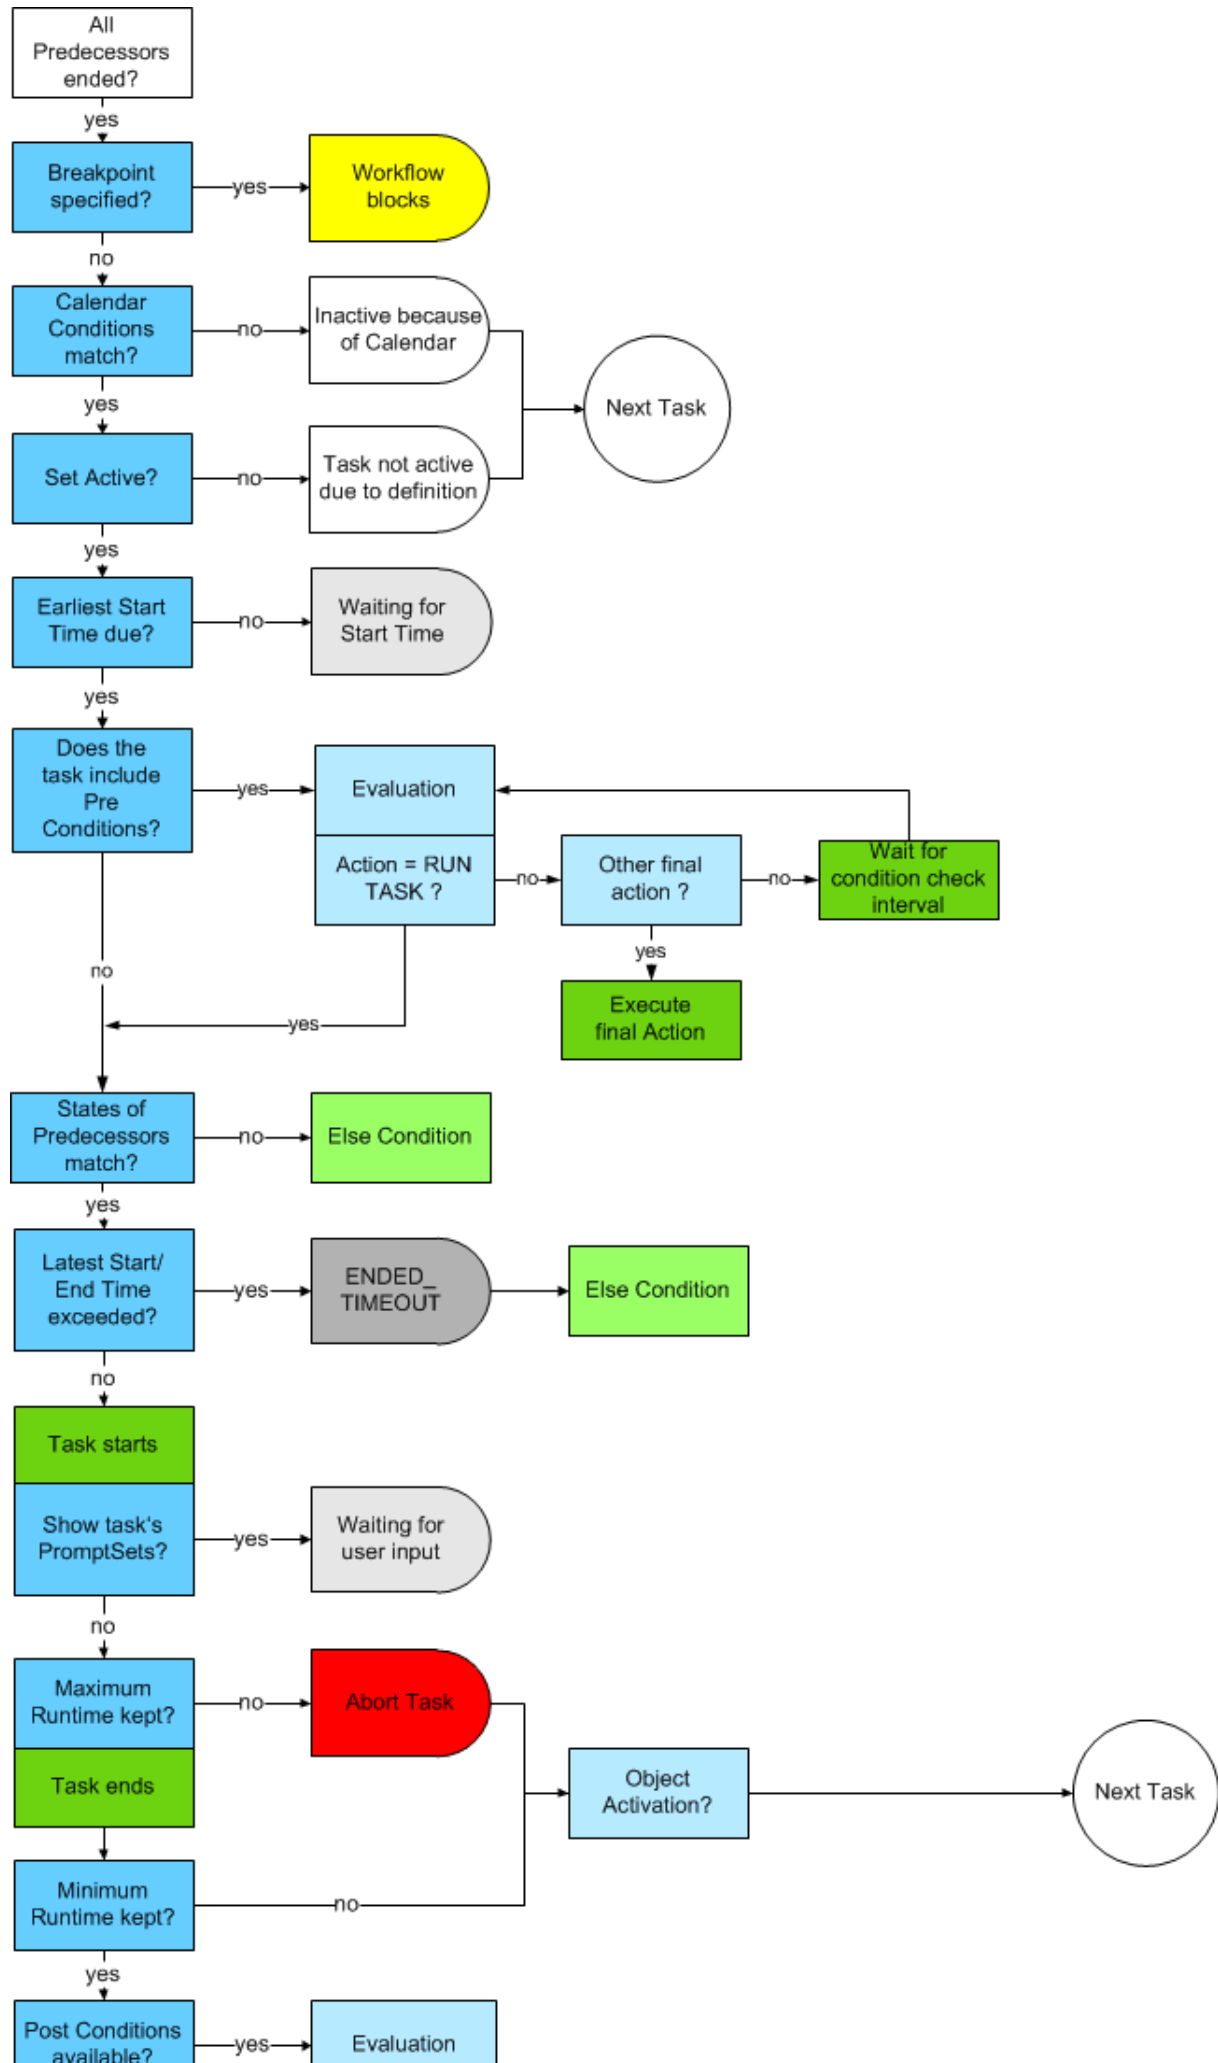 All
Predecessors
ended?
yes
Breakpoint
specified?
yes
Workflow
blocks
no
Calendar
Conditions
match?
no
Inactive because
of Calendar
Next Task
yes
Set Active?
no
Task not active
due to definition
yes
Earliest Start
Time due?
no
Waiting for
Start Time
yes
Does the
task include
Pre
Conditions?
yes
Evaluation
Action = RUN
TASK ?
no
Other final
action ?
no
Wait for
condition check
interval
yes
Execute
final Action
no
yes
States of
Predecessors
match?
no
Else Condition
yes
Latest Start/
End Time
exceeded?
yes
ENDED_
TIMEOUT
Else Condition
no
Task starts
Show task's
PromptSets?
yes
Waiting for
user input
no
Maximum
Runtime kept?
no
Abort Task
Task ends
Object
Activation?
Next Task
Minimum
Runtime kept?
no
yes
Post Conditions
available?
yes
Evaluation